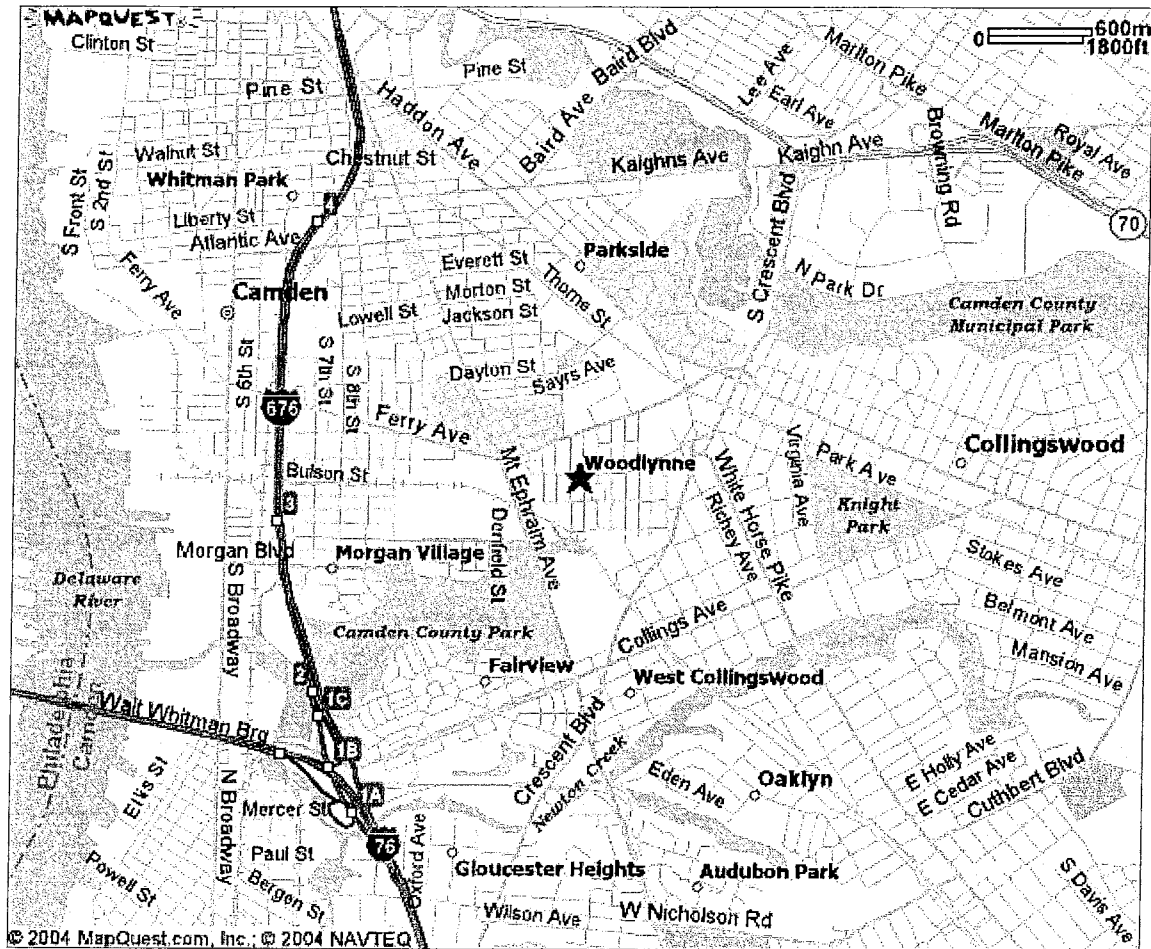 MAPQUEST
Clinton St
600m
0
1800ft
Pine St
Pine St
Haddon Ave
Baird Ave
Baird Blvd
Lee Ave
Earl Ave
Marlton Pike
Browning Rd
Marlton Pike
Royal Ave
70
Walnut St
Chestnut St
Kaighns Ave
Kaighn Ave
Whitman Park
4
S Front St
S 2nd St
Liberty St
Atlantic Ave
Ferry Ave
Everett St
Morton St
Jackson St
Lowell St
Parkside
Thorne St
S Crescent Blvd
N Park Dr
Camden County
Municipal Park
Camden
S 7th St
S 8th St
Dayton St
Sayrs Ave
676
Ferry Ave
Bulson St
3
Mt Ephraim Ave
Woodlynne
White Horse Pike
Richey Ave
Virginia Ave
Park Ave
Collingswood
Knight
Park
Morgan Blvd
Morgan Village
S Broadway
Stokes Ave
Belmont Ave
Mansion Ave
Delaware
River
Camden County Park
Collings Ave
Fairview
West Collingswood
1C
Walt Whitman Brg
Philadelphia
Ellis St
N Broadway
1B
1A
Mercer St
76
Oxford Ave
Crescent Blvd
Newton Creek
Eden Ave
Oaklyn
E Holly Ave
E Cedar Ave
Cuthbert Blvd
Paul St
Powell St
Bergen St
Gloucester Heights
Audubon Park
S Davis Ave
Wilson Ave
W Nicholson Rd
© 2004 MapQuest.com, Inc.; © 2004 NAVTEQ